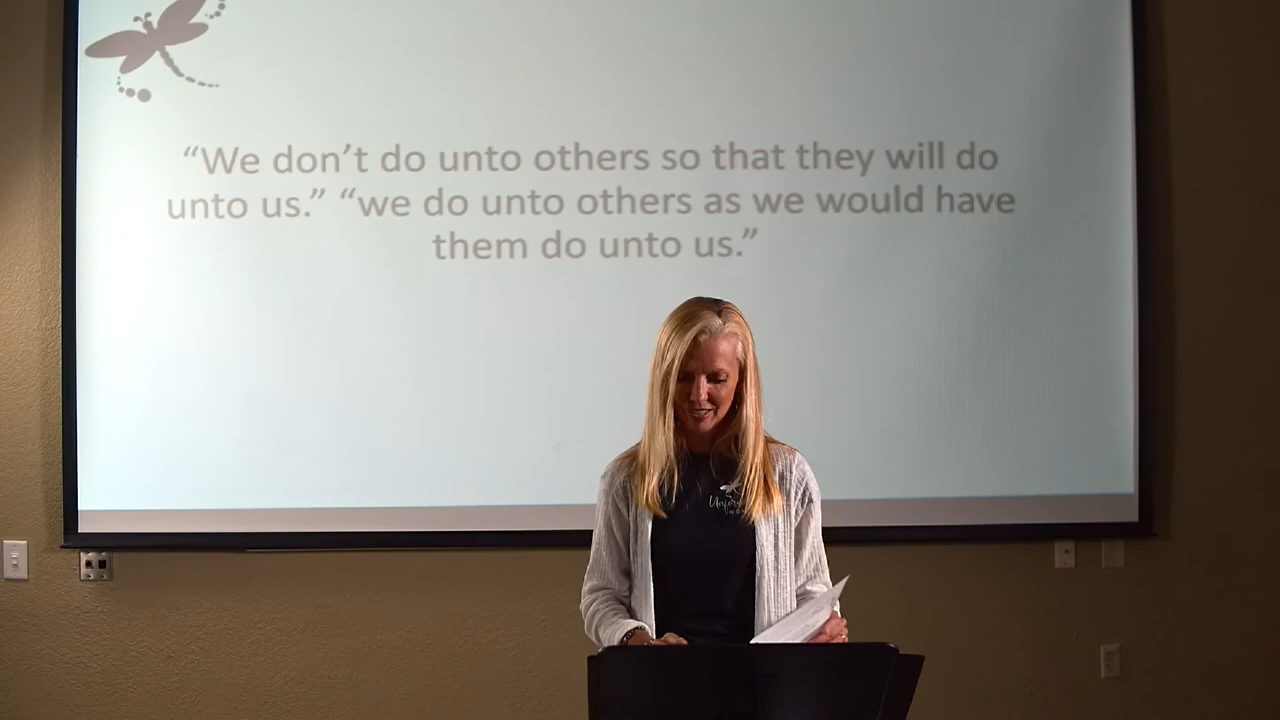 “We don’t do unto others so that they will do
unto us.” “we do unto others as we would have
them do unto us.”